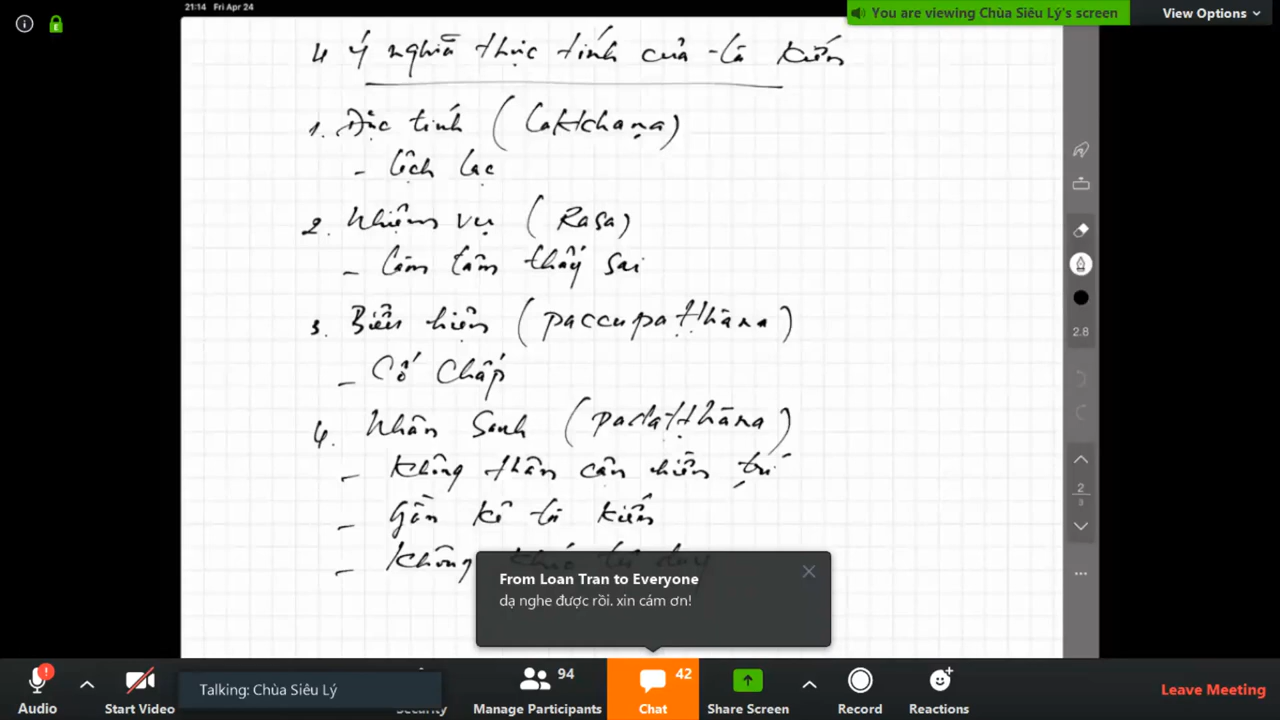 21:14 Fri Apr 24
You are viewing Chùa Siêu Lý's screen
View Options
4 Ý nghĩa thực tính của tà kiến
1. Đặc tính (Lakkhaṇa)
- lệch lạc
2. Nhiệm vụ (Rasa)
- làm tâm thấy sai
3. Biểu hiện (paccupaṭṭhāna)
- Cố Chấp
4. Nhân Sanh (padaṭṭhāna)
- Không thân cận hiền trí
- Gần kẻ tà kiến
- Không khéo tư duy
2.8
2
3
From Loan Tran to Everyone
dạ nghe được rồi. xin cám ơn!
Talking: Chùa Siêu Lý
94
42
Audio
Start Video
Security
Manage Participants
Chat
Share Screen
Record
Reactions
Leave Meeting